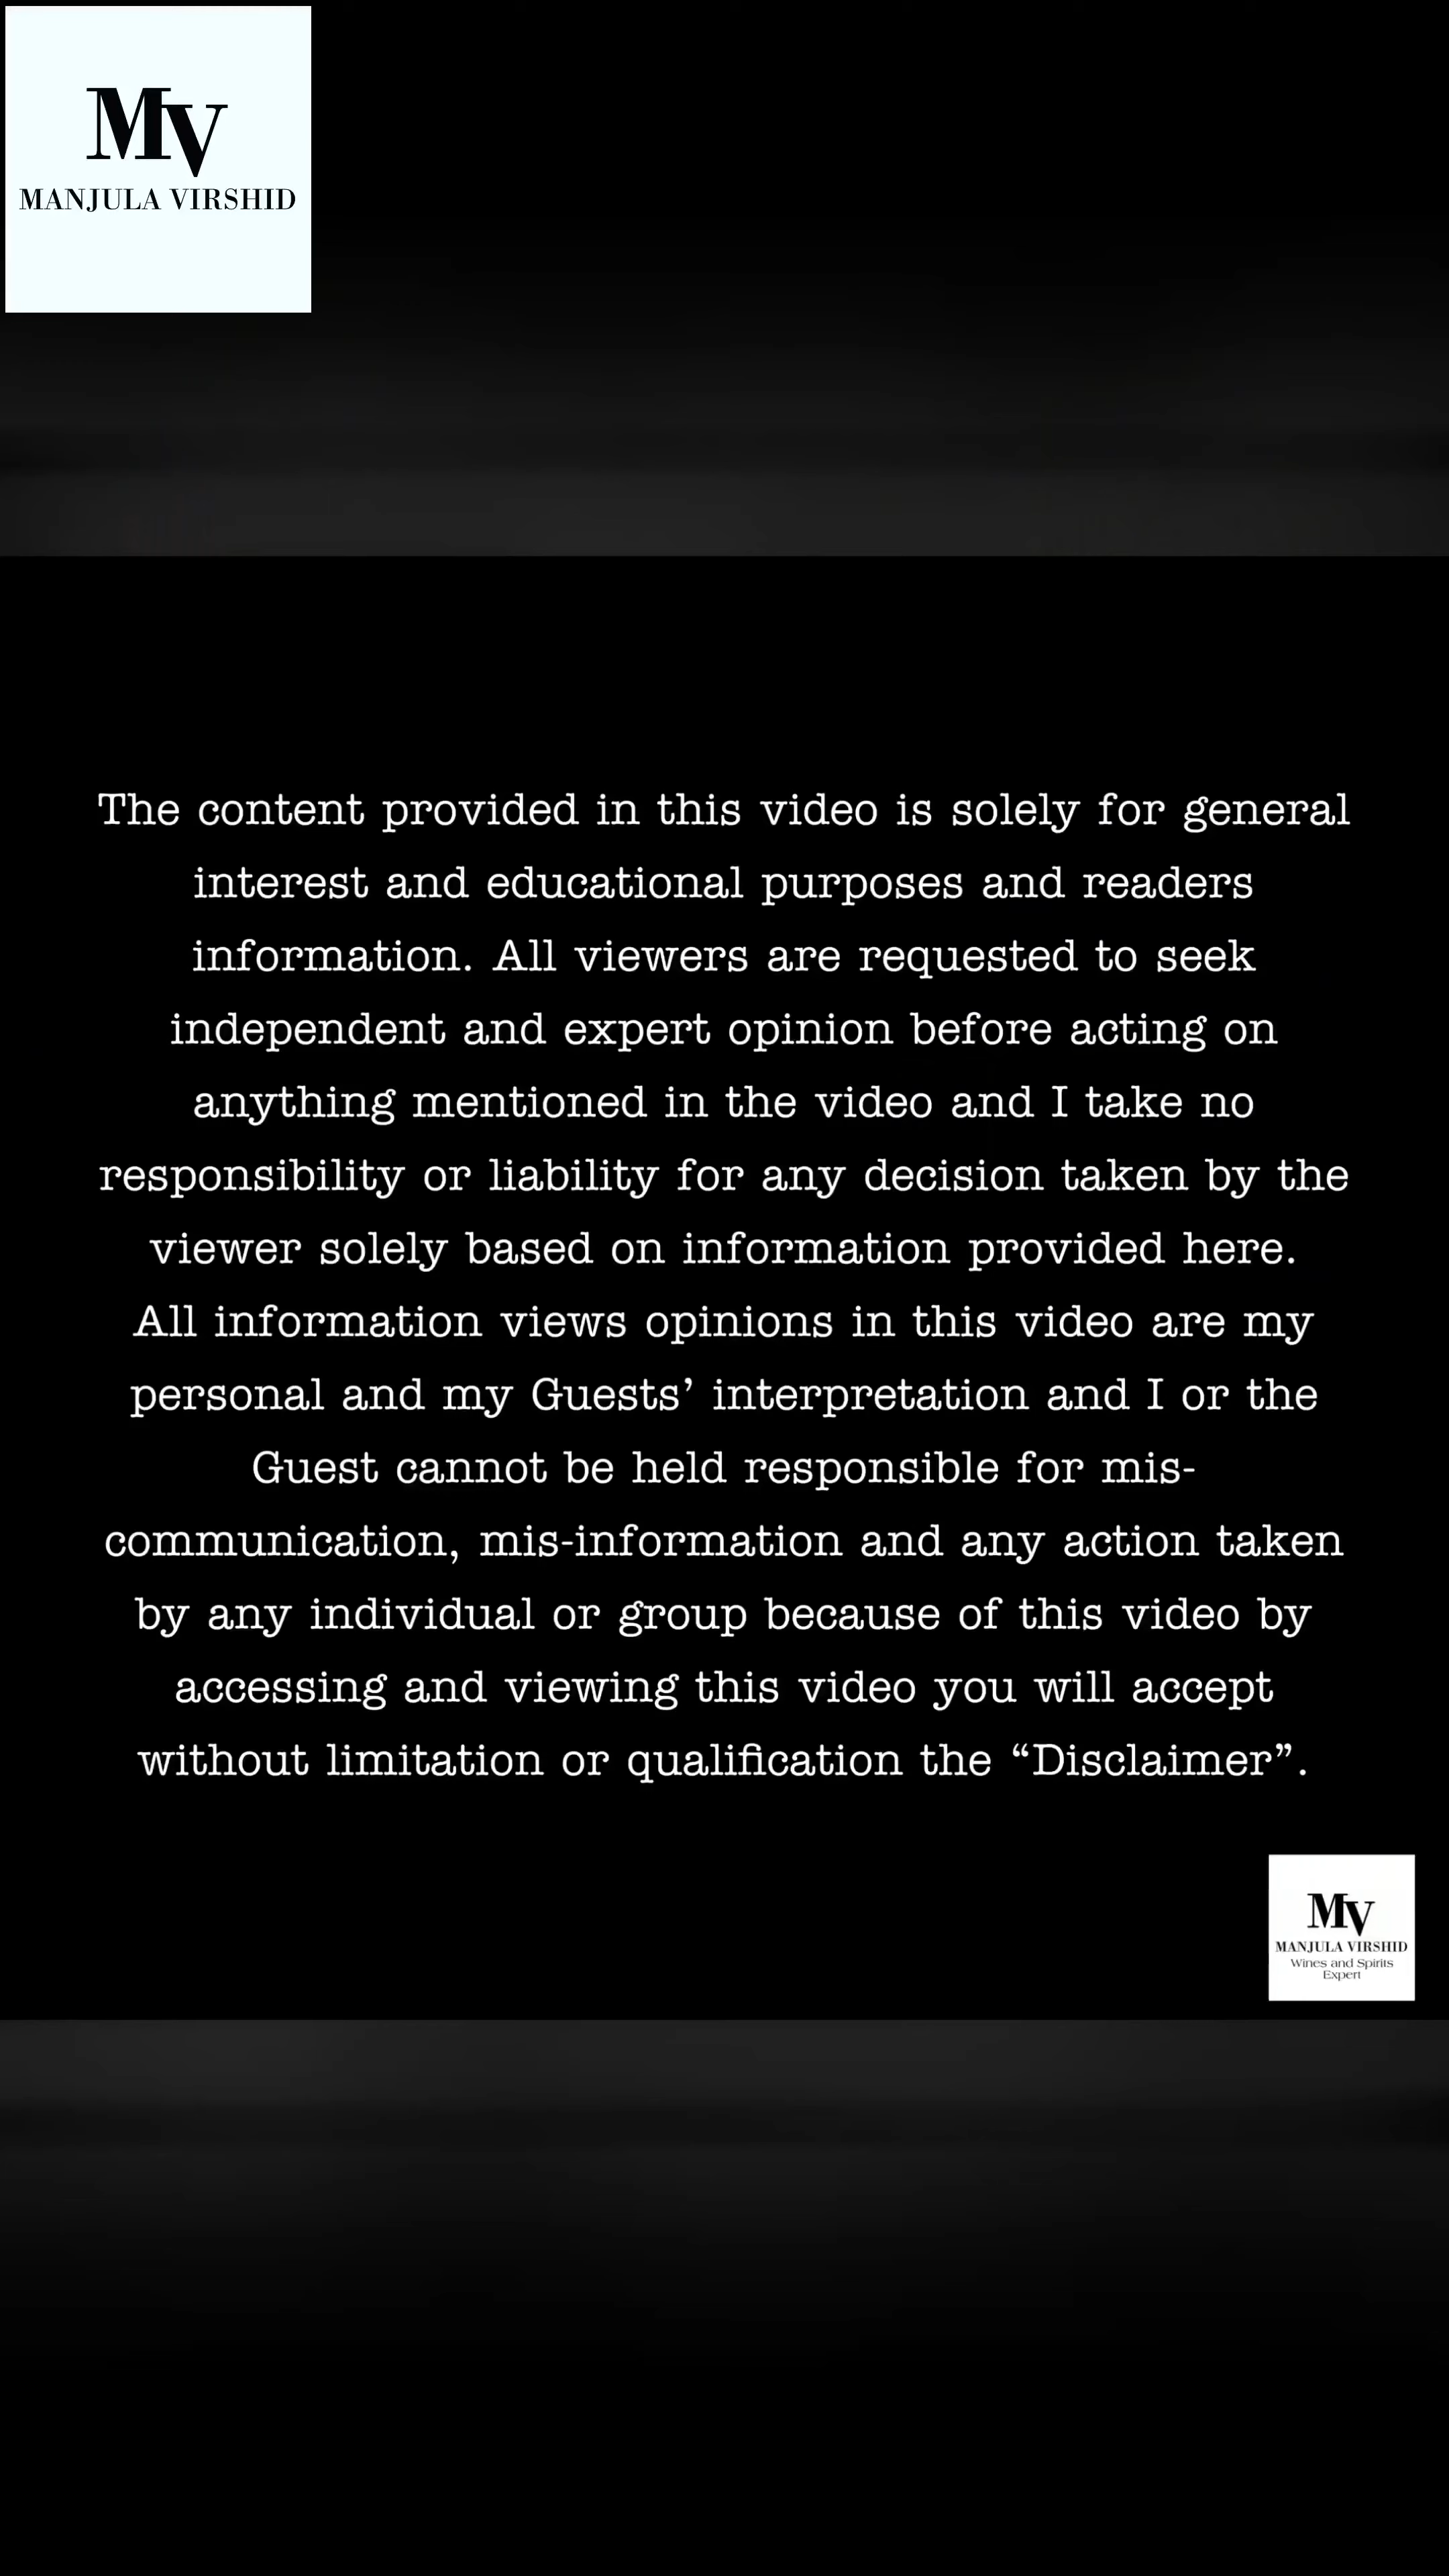 MV
MANJULA VIRSHID
The content provided in this video is solely for general
interest and educational purposes and readers
information. All viewers are requested to seek
independent and expert opinion before acting on
anything mentioned in the video and I take no
responsibility or liability for any decision taken by the
viewer solely based on information provided here.
All information views opinions in this video are my
personal and my Guests’ interpretation and I or the
Guest cannot be held responsible for mis-
communication, mis-information and any action taken
by any individual or group because of this video by
accessing and viewing this video you will accept
without limitation or qualification the “Disclaimer”.
MV
MANJULA VIRSHID
Wines and Spirits
Expert